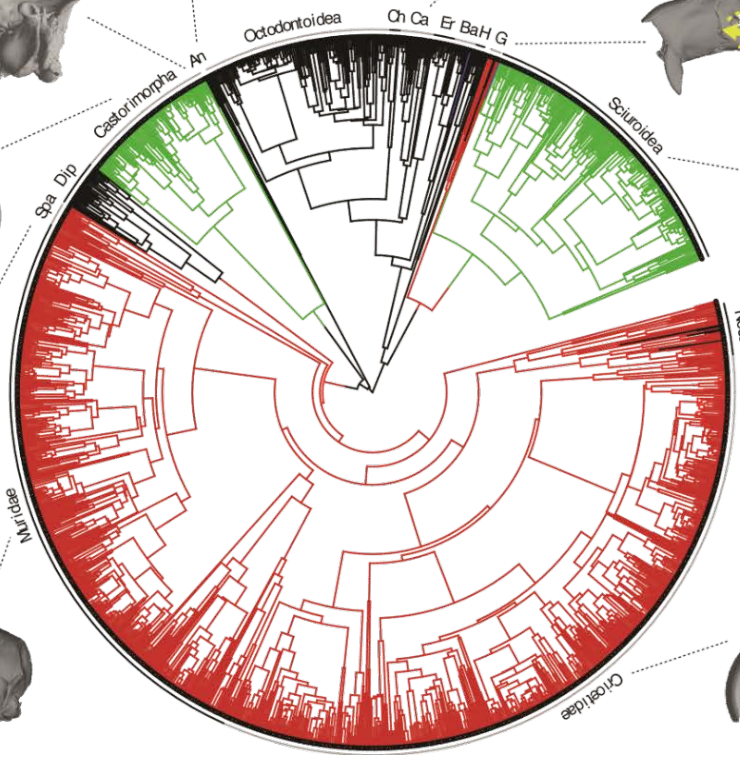 Octodontoidea
Ch
Ca
Er
Ba
H
G
An
Castorimorpha
Sciuroidea
Dip
Spa
Muridae
Cricetidae